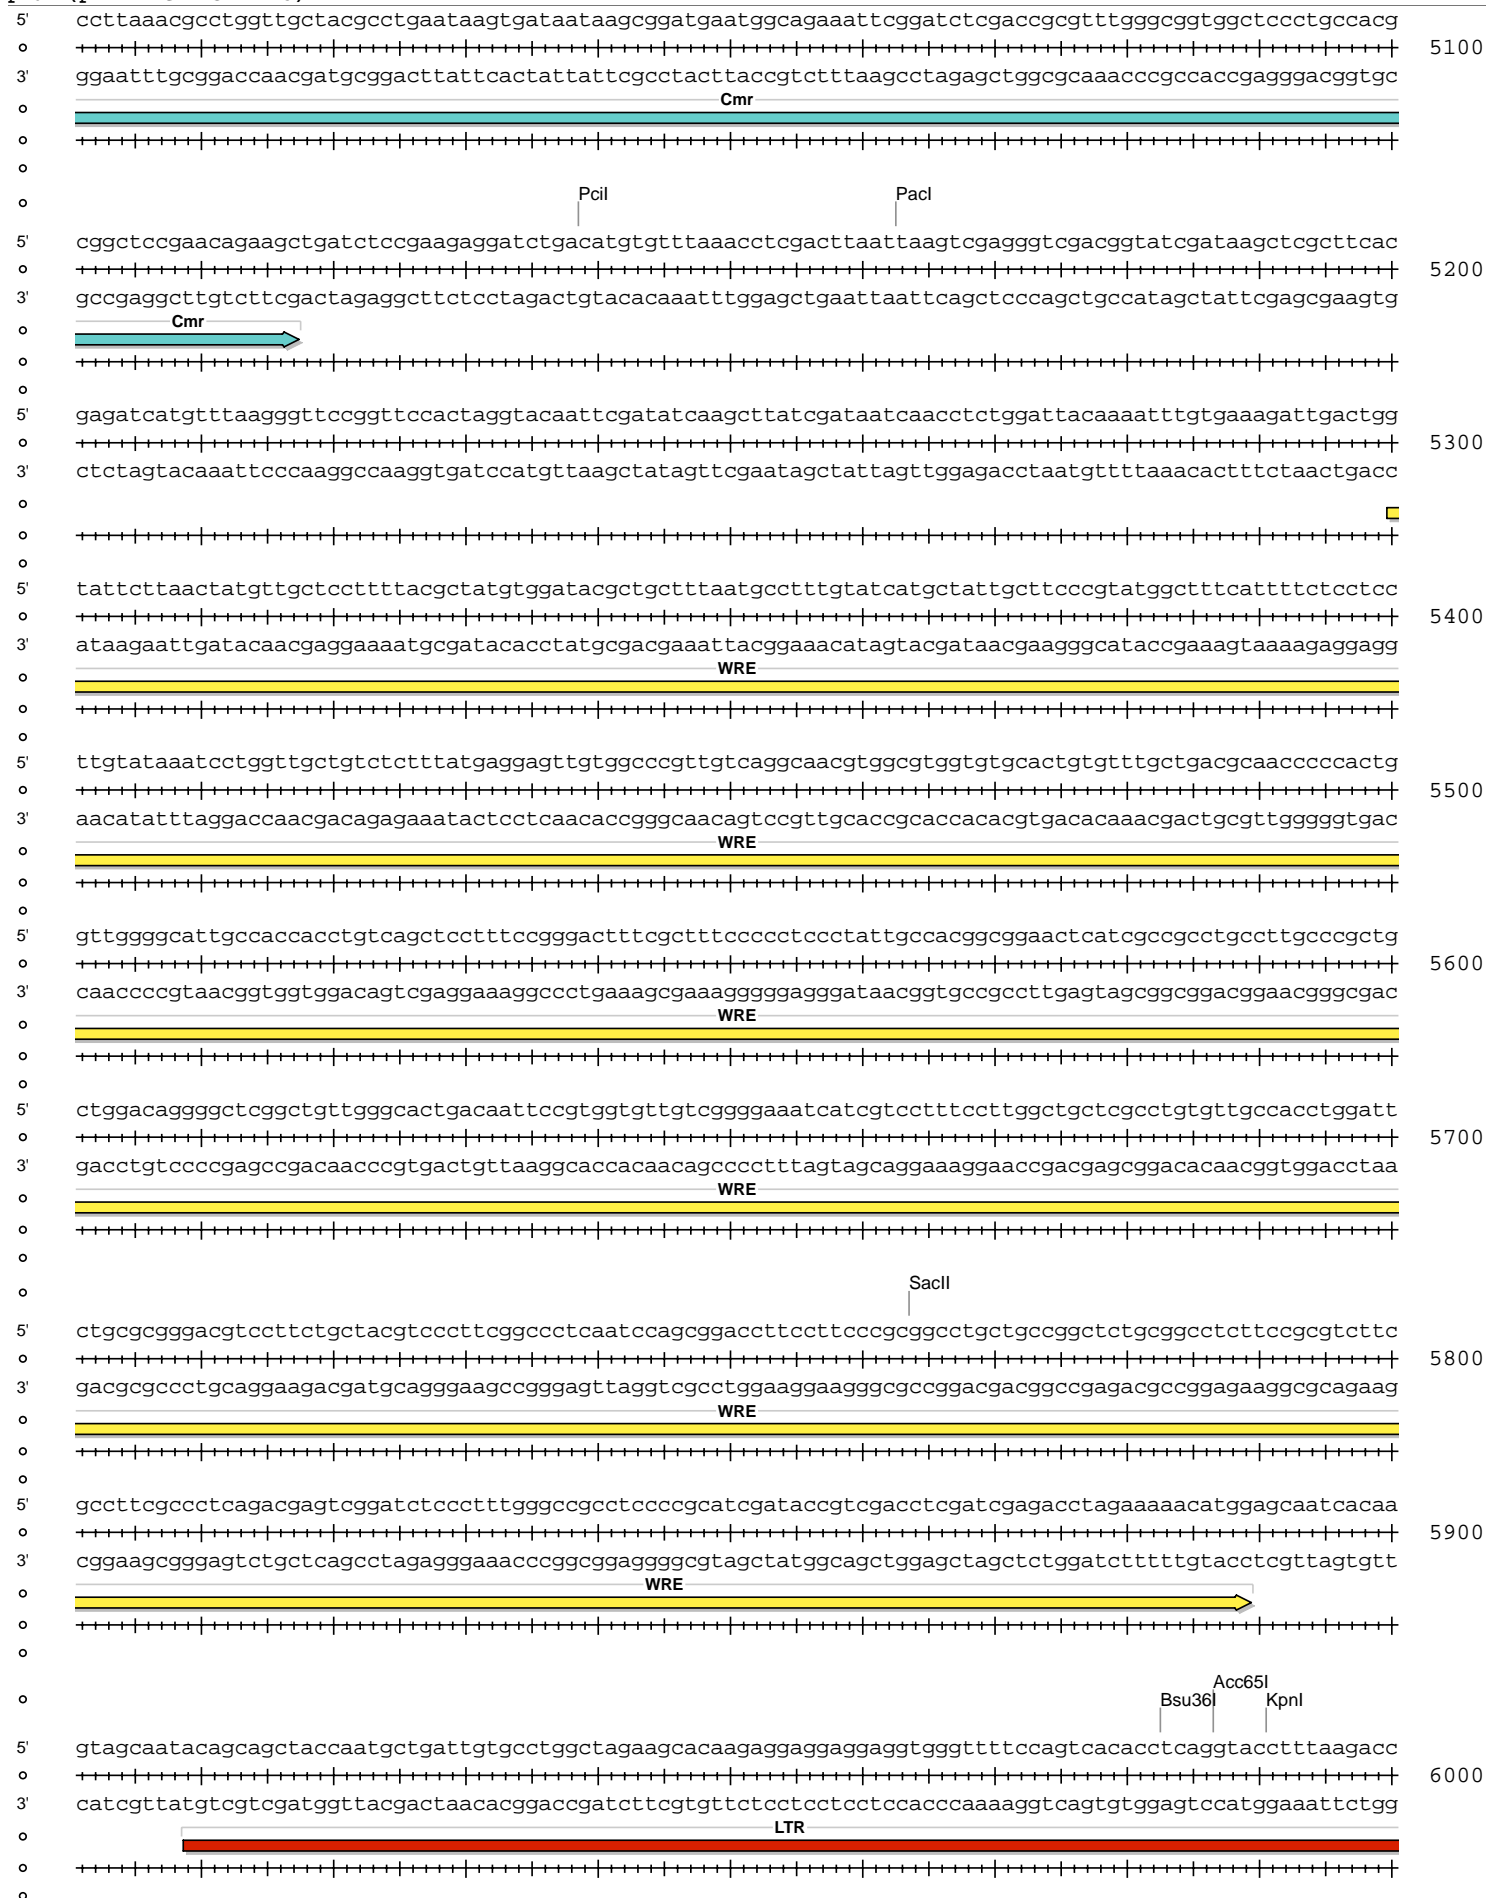 5' ccttaaacgcctggttgctacgcctgaataagtgataataagcggatgaatggcagaaattcggatctcgaccgcgtttgggcggtggctccctgccacg
5100
3' ggaatttgcggaccaacgatgcggacttattcactattattcgcctacttaccgtctttaagcctagagctggcgcaaacccgccaccgagggacggtgc
Cmr
PciI PacI
5' cggctccgaacagaagctgatctccgaagaggatctgacatgtgtttaaacctcgacttaattaagtcgagggtcgacggtatcgataagctcgcttcac
5200
3' gccgaggcttgtcttcgactagaggcttctcctagactgtacacaaatttggagctgaattaattcagctcccagctgccatagctattcgagcgaagtg
Cmr
5' gagatcatgtttaagggttccggttccactaggtacaattcgatatcaagcttatcgataatcaacctctggattacaaaatttgtgaaagattgactgg
5300
3' ctctagtacaaattcccaaggccaaggtgatccatgttaagctatagttcgaatagctattagttggagacctaatgttttaaacactttctaactgacc
5' tattcttaactatgttgctccttttacgctatgtggatacgctgctttaatgcctttgtatcatgctattgcttcccgtatggctttcattttctcctcc
5400
3' ataagaattgatacaacgaggaaaatgcgatacacctatgcgacgaaattacggaaacatagtacgataacgaagggcataccgaaagtaaaagaggagg
WRE
5' ttgtataaatcctggttgctgtctctttatgaggagttgtggcccgttgtcaggcaacgtggcgtggtgtgcactgtgtttgctgacgcaacccccactg
5500
3' aacatatttaggaccaacgacagagaaatactcctcaacaccgggcaacagtccgttgcaccgcaccacacgtgacacaaacgactgcgttgggggtgac
WRE
5' gttggggcattgccaccacctgtcagctcctttccgggactttcgctttccccctccctattgccacggcggaactcatcgccgcctgccttgcccgctg
5600
3' caaccccgtaacggtggtggacagtcgaggaaaggccctgaaagcgaaagggggagggataacggtgccgccttgagtagcggcggacggaacgggcgac
WRE
5' ctggacaggggctcggctgttgggcactgacaattccgtggtgttgtcggggaaatcatcgtcctttccttggctgctcgcctgtgttgccacctggatt
5700
3' gacctgtccccgagccgacaacccgtgactgttaaggcaccacaacagcccctttagtagcaggaaaggaaccgacgagcggacacaacggtggacctaa
WRE
SacII
5' ctgcgcgggacgtccttctgctacgtcccttcggccctcaatccagcggaccttccttcccgcggcctgctgccggctctgcggcctcttccgcgtcttc
5800
3' gacgcgccctgcaggaagacgatgcagggaagccgggagttaggtcgcctggaaggaagggcgccggacgacggccgagacgccggagaaggcgcagaag
WRE
5' gccttcgccctcagacgagtcggatctccctttgggccgcctccccgcatcgataccgtcgacctcgatcgagacctagaaaaacatggagcaatcacaa
5900
3' cggaagcgggagtctgctcagcctagagggaaacccggcggaggggcgtagctatggcagctggagctagctctggatctttttgtacctcgttagtgtt
WRE
Acc65I
Bsu36I KpnI
5' gtagcaatacagcagctaccaatgctgattgtgcctggctagaagcacaagaggaggaggaggtgggttttccagtcacacctcaggtacctttaagacc
6000
3' catcgttatgtcgtcgatggttacgactaacacggaccgatcttcgtgttctcctcctcctccacccaaaaggtcagtgtggagtccatggaaattctgg
LTR